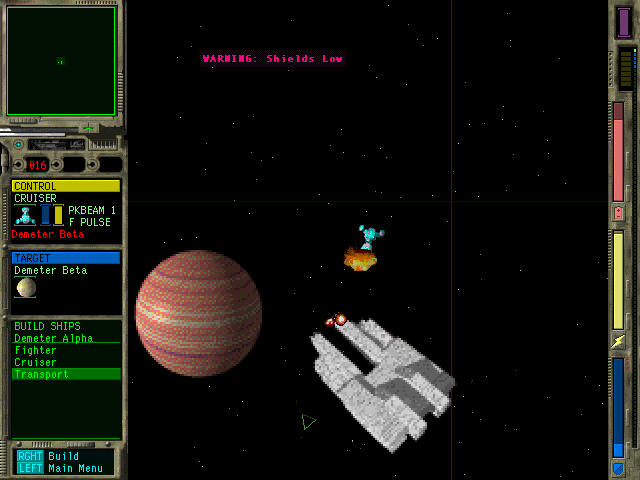 WARNING: Shields Low
016
CONTROL
CRUISER
PKBEAM 1
F PULSE
Demeter Beta
TARGET
Demeter Beta
BUILD SHIPS
Demeter Alpha
Fighter
Cruiser
Transport
RGHT Build
LEFT Main Menu